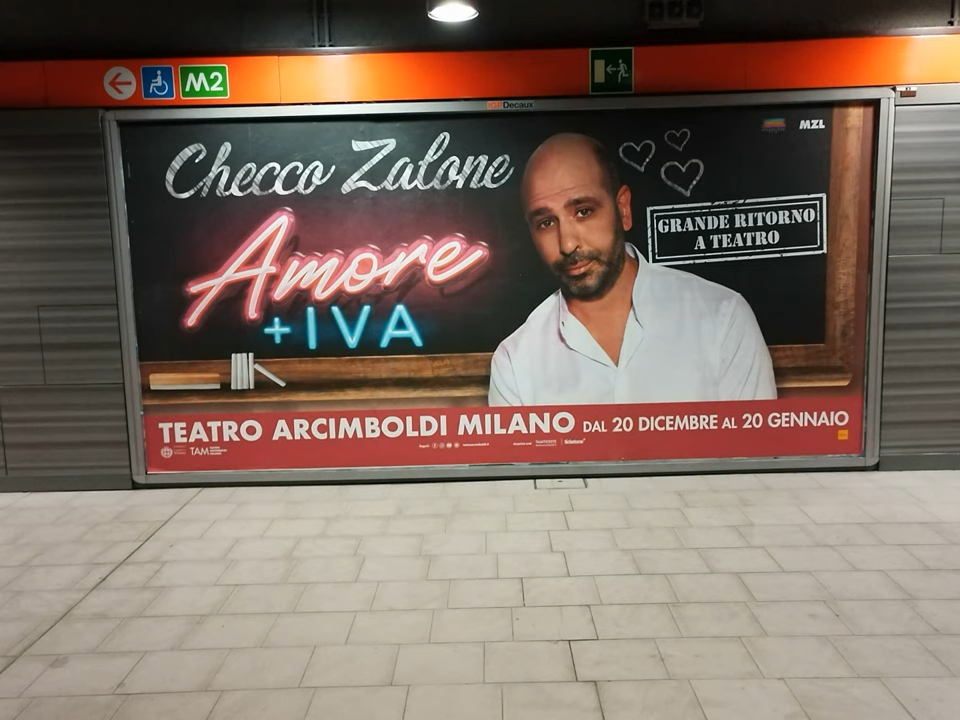 M2
IGPDecaux
MZL
Checco Zalone
Amore
+IVA
GRANDE RITORNO
A TEATRO
TEATRO ARCIMBOLDI MILANO DAL 20 DICEMBRE AL 20 GENNAIO
TAM